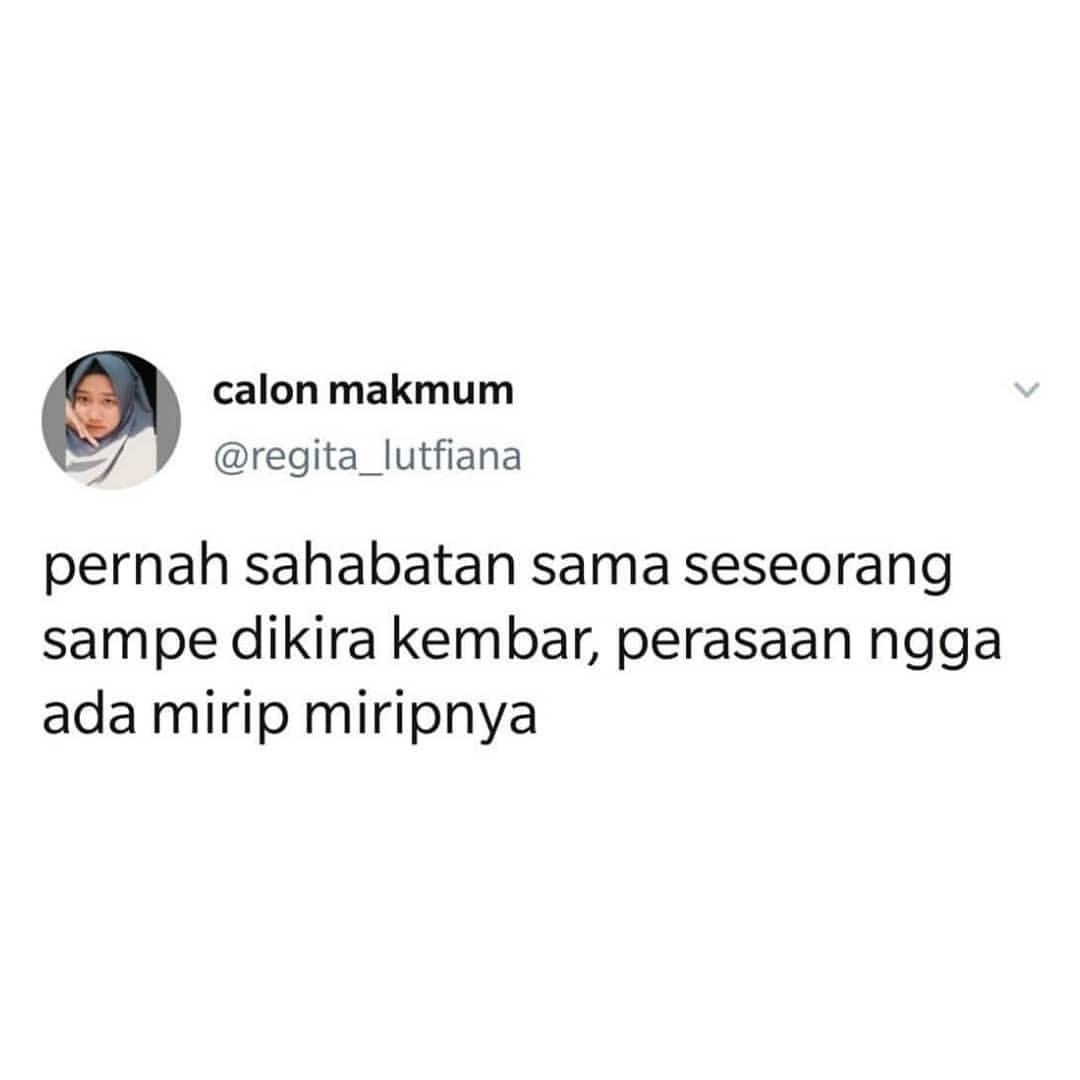 calon makmum
@regita_lutfiana
pernah sahabatan sama seseorang
sampe dikira kembar, perasaan ngga
ada mirip miripnya